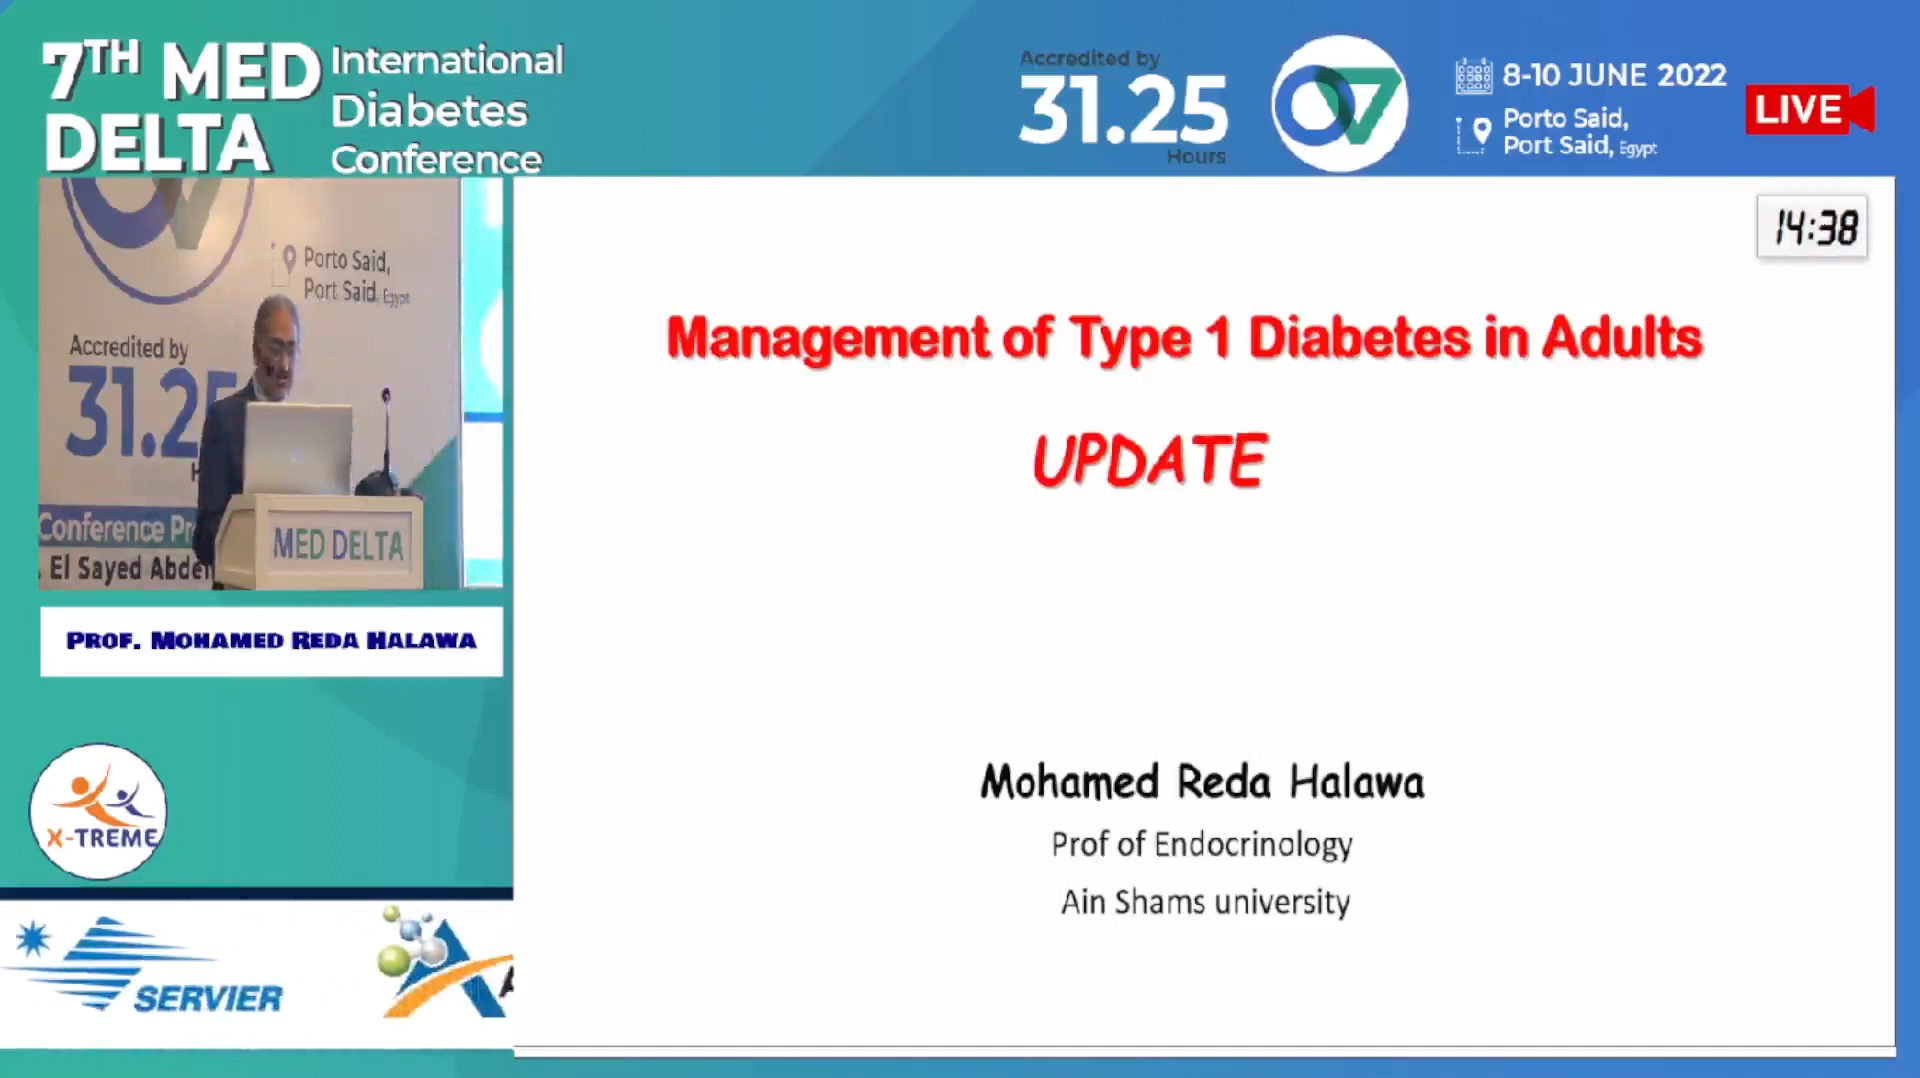 7TH MED
DELTA
International
Diabetes
Conference
Accredited by
31.25
Hours
8-10 JUNE 2022
Porto Said,
Port Said, Egypt
LIVE
14:38
Porto Said,
Port Said, Egypt
Accredited by
31.2
Conference Pr
El Sayed Abde
MED DELTA
PROF. MOHAMED REDA HALAWA
X-TREME
SERVIER
Management of Type 1 Diabetes in Adults
UPDATE
Mohamed Reda Halawa
Prof of Endocrinology
Ain Shams university